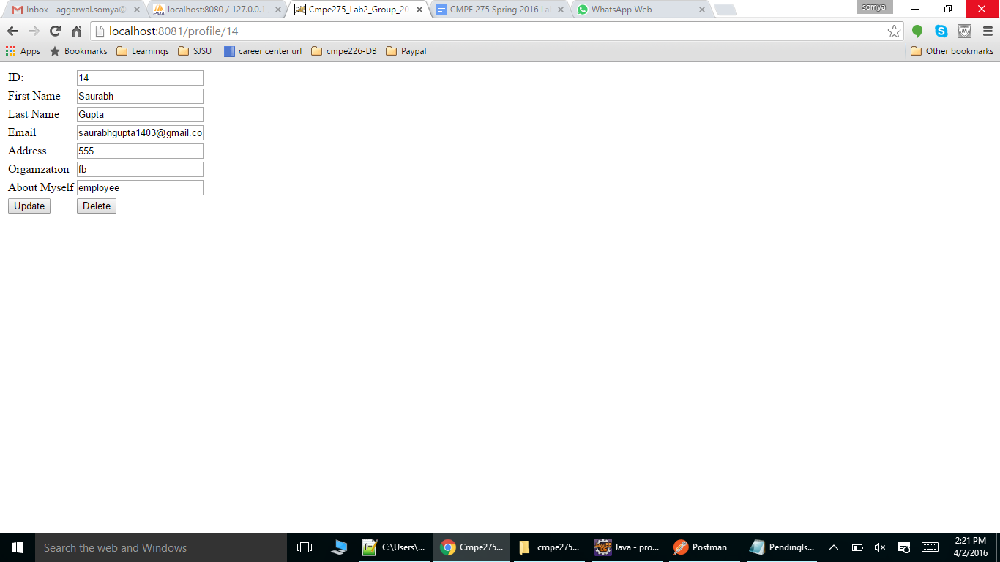 somya
Inbox - aggarwal.somya@ localhost:8080 / 127.0.0.1 Cmpe275_Lab2_Group_20 CMPE 275 Spring 2016 La WhatsApp Web
PMA
localhost:8081/profile/14
Apps Bookmarks Learnings SJSU career center url cmpe226-DB Paypal Other bookmarks
ID: 14
First Name Saurabh
Last Name Gupta
Email saurabhgupta1403@gmail.co
Address 555
Organization fb
About Myself employee
Update Delete
Search the web and Windows C:\Users\... Cmpe275... cmpe275... Java - pro... Postman PendingIs... 2:21 PM
4/2/2016